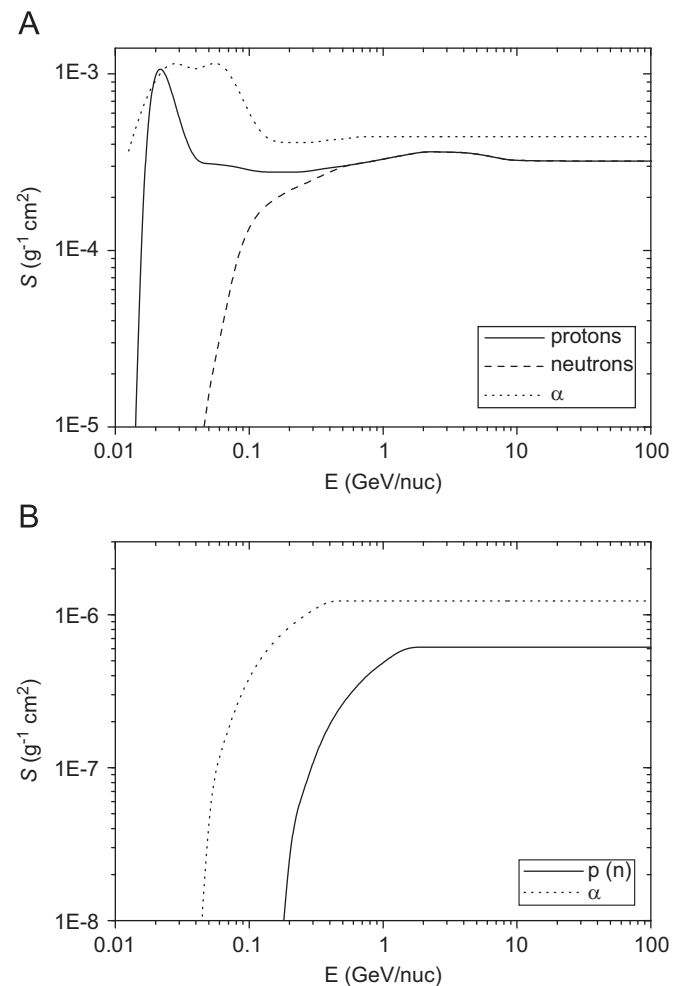 A
1E-3
1E-4
1E-5
S (g⁻¹ cm²)
protons
neutrons
α
0.01 0.1 1 10 100
E (GeV/nuc)
B
1E-6
1E-7
1E-8
S (g⁻¹ cm²)
p (n)
α
0.01 0.1 1 10 100
E (GeV/nuc)